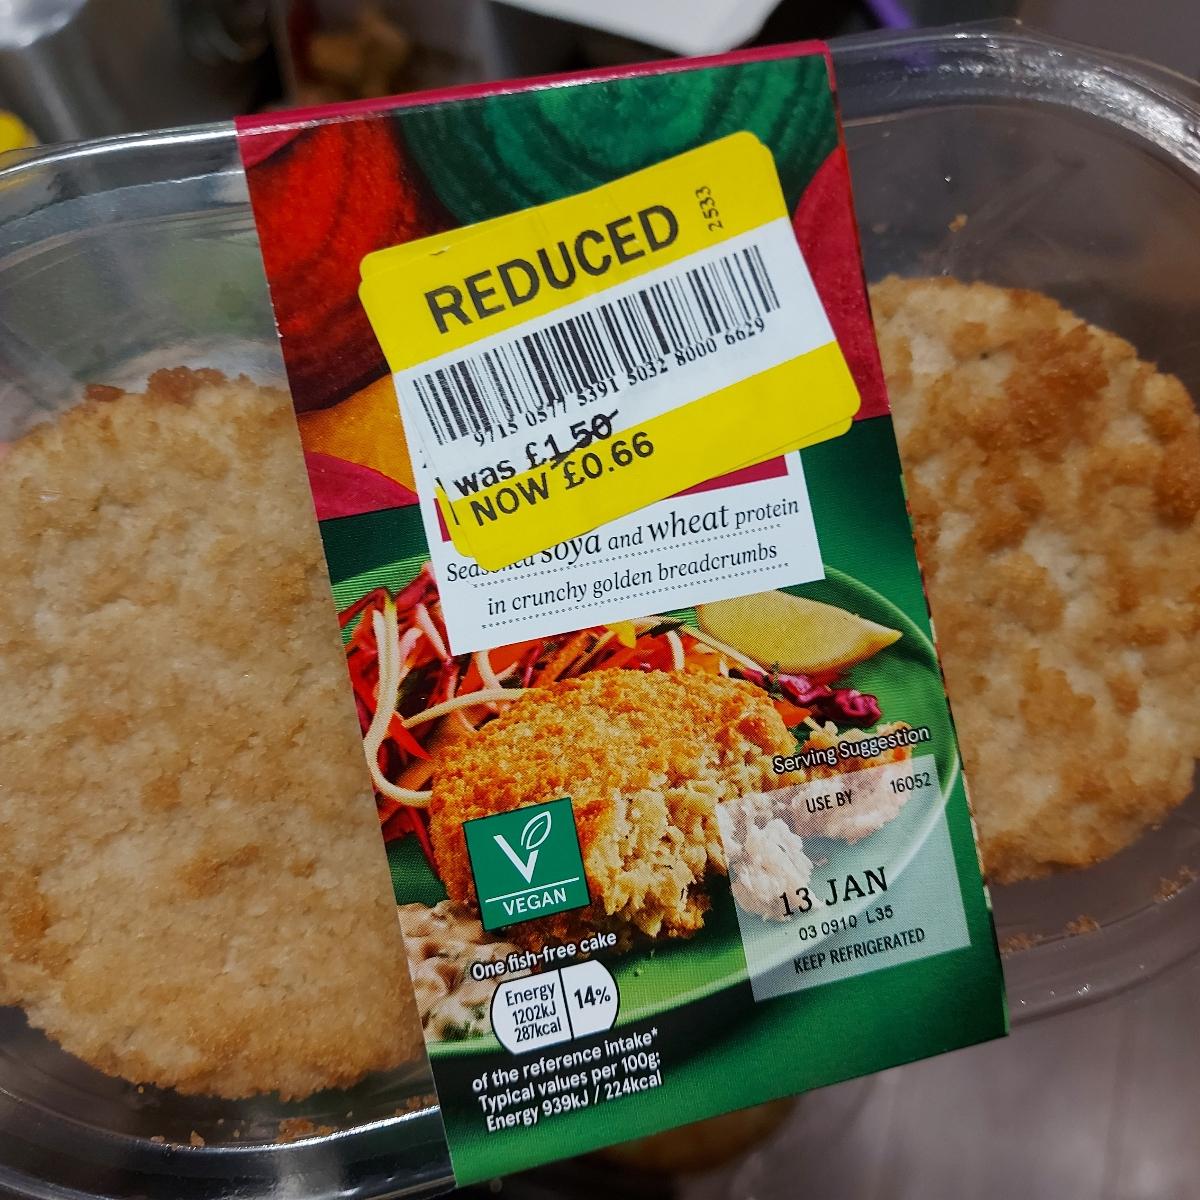 REDUCED
2533
9715 0577 5391 5032 8000 6629
was £1.50
NOW £0.66
soya and wheat protein
in crunchy golden breadcrumbs
Serving Suggestion
USE BY 16052
13 JAN
03 0910 L35
KEEP REFRIGERATED
V
VEGAN
One fish-free cake
Energy
1202kJ
287kcal
14%
of the reference intake*
Typical values per 100g:
Energy 939kJ / 224kcal